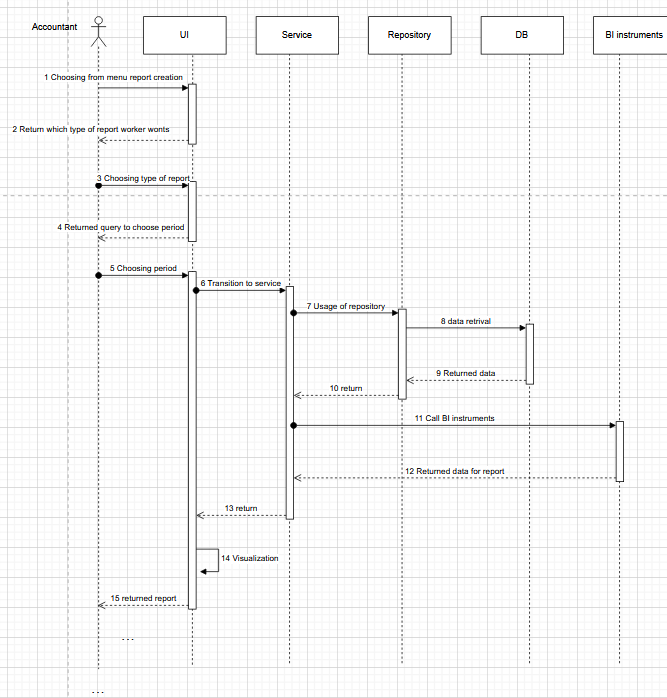 Accountant
UI
Service
Repository
DB
BI instruments
1 Choosing from menu report creation
2 Return which type of report worker wonts
3 Choosing type of report
4 Returned query to choose period
5 Choosing period
6 Transition to service
7 Usage of repository
8 data retrival
9 Returned data
10 return
11 Call BI instruments
12 Returned data for report
13 return
14 Visualization
15 returned report
...
...